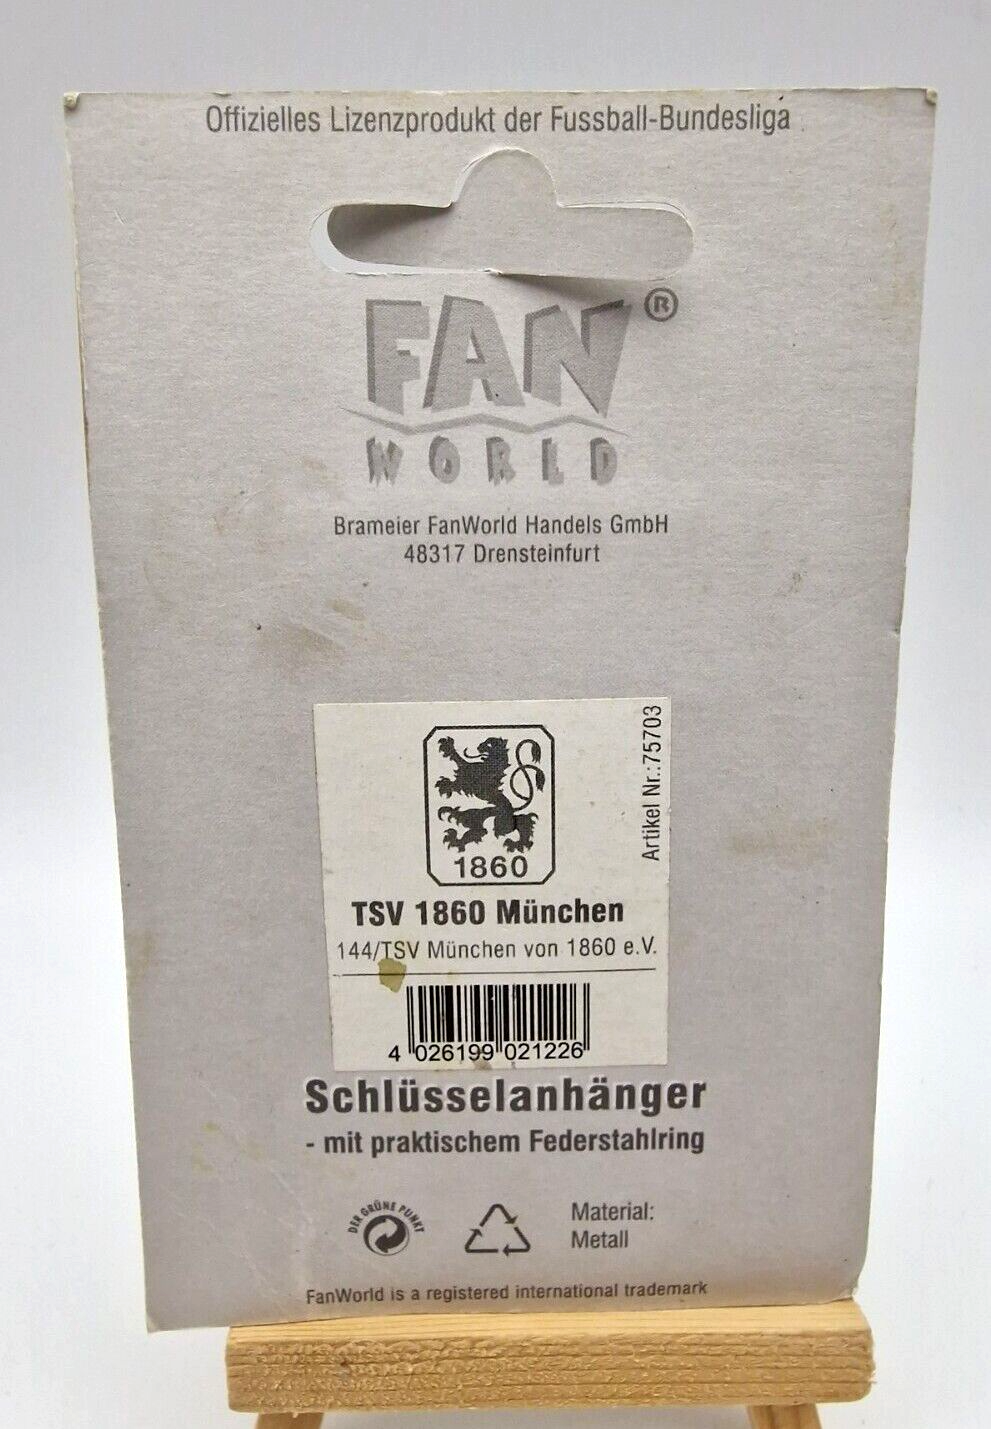 Offizielles Lizenzprodukt der Fussball-Bundesliga
FAN ®
WORLD
Brameier FanWorld Handels GmbH
48317 Drensteinfurt
Artikel Nr.:75703
1860
TSV 1860 München
144/TSV München von 1860 e.V.
4 026199 021226
Schlüsselanhänger
- mit praktischem Federstahlring
DER GRÜNE PUNKT
Material:
Metall
FanWorld is a registered international trademark